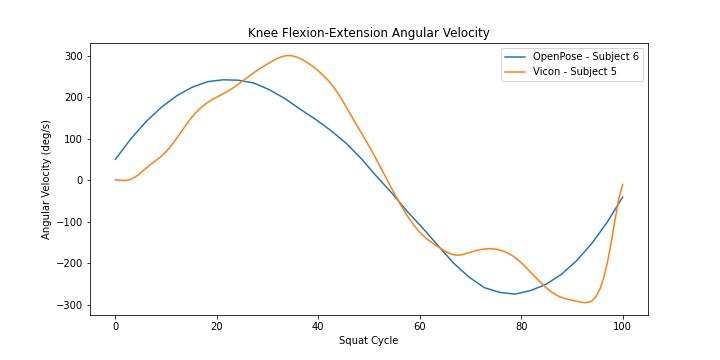 Knee Flexion-Extension Angular Velocity
OpenPose - Subject 6
Vicon - Subject 5
Angular Velocity (deg/s)
300
200
100
0
−100
−200
−300
0 20 40 60 80 100
Squat Cycle